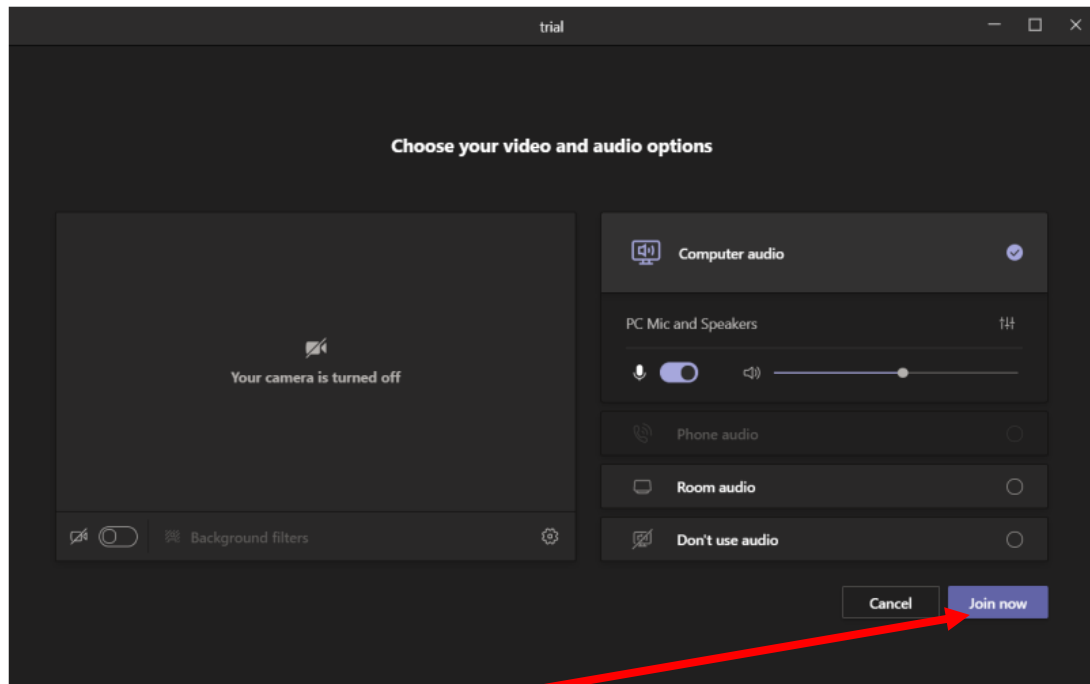 trial
Choose your video and audio options
Your camera is turned off
Background filters
Computer audio
PC Mic and Speakers
Phone audio
Room audio
Don't use audio
Cancel
Join now